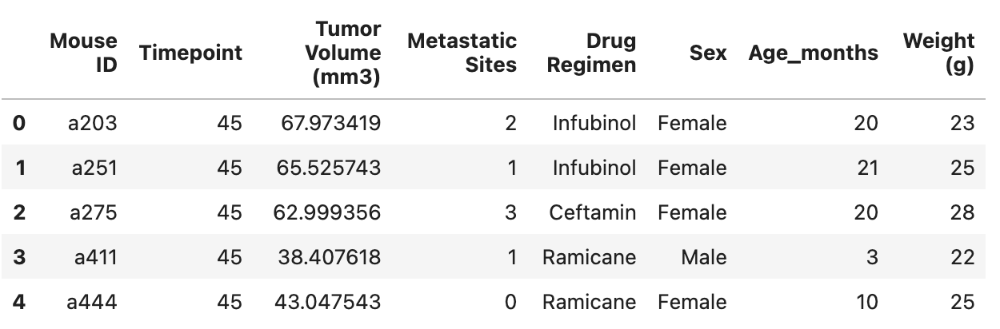 Mouse ID Timepoint Tumor Volume (mm3) Metastatic Sites Drug Regimen Sex Age_months Weight (g)
0 a203 45 67.973419 2 Infubinol Female 20 23
1 a251 45 65.525743 1 Infubinol Female 21 25
2 a275 45 62.999356 3 Ceftamin Female 20 28
3 a411 45 38.407618 1 Ramicane Male 3 22
4 a444 45 43.047543 0 Ramicane Female 10 25